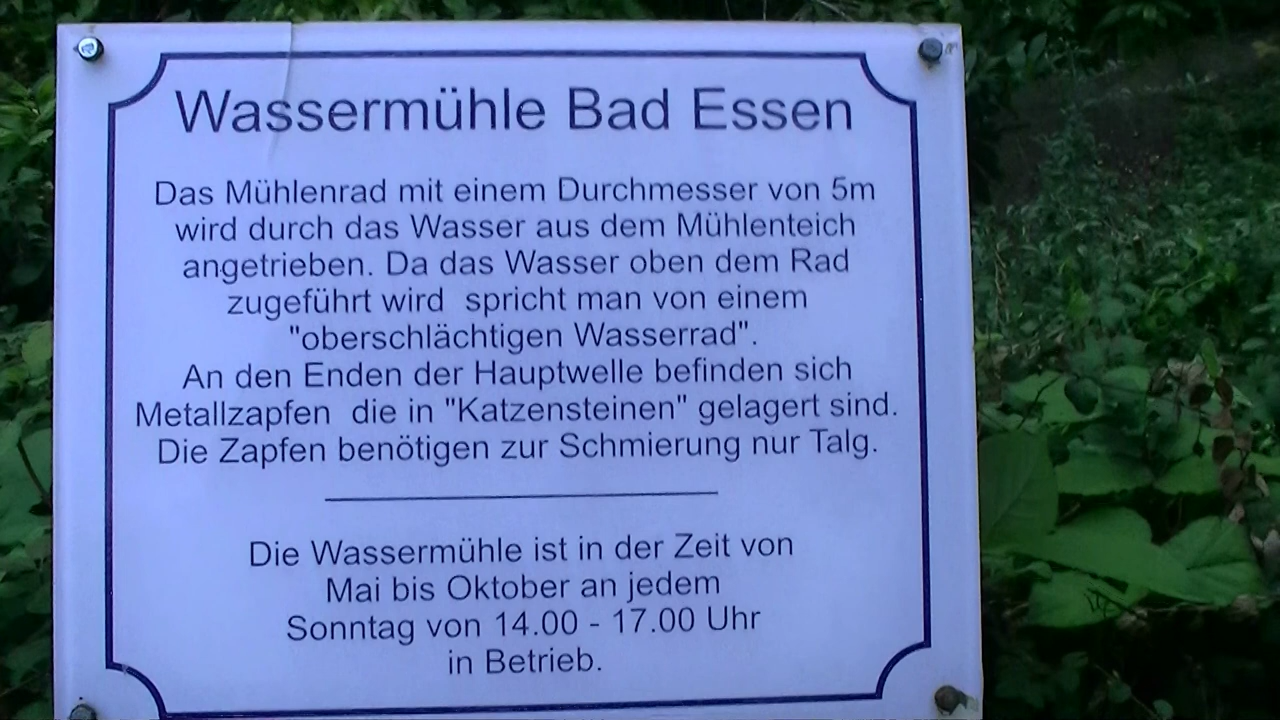 Wassermühle Bad Essen
Das Mühlenrad mit einem Durchmesser von 5m
wird durch das Wasser aus dem Mühlenteich
angetrieben. Da das Wasser oben dem Rad
zugeführt wird  spricht man von einem
"oberschlächtigen Wasserrad".
An den Enden der Hauptwelle befinden sich
Metallzapfen  die in "Katzensteinen" gelagert sind.
Die Zapfen benötigen zur Schmierung nur Talg.
Die Wassermühle ist in der Zeit von
Mai bis Oktober an jedem
Sonntag von 14.00 - 17.00 Uhr
in Betrieb.